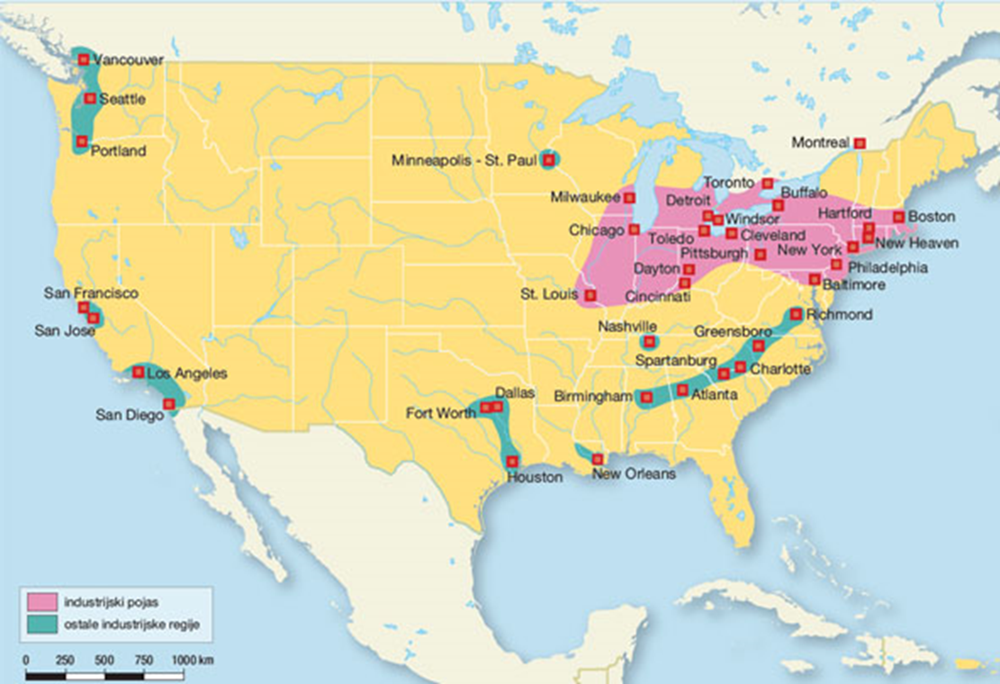 Vancouver
Seattle
Portland
Montreal
Minneapolis - St. Paul
Toronto
Buffalo
Milwaukee
Detroit
Hartford
Boston
Windsor
Chicago
Toledo
Cleveland
New Heaven
Pittsburgh
New York
Dayton
Philadelphia
Baltimore
St. Louis
Cincinnati
San Francisco
San Jose
Richmond
Nashville
Greensboro
Spartanburg
Charlotte
Los Angeles
Birmingham
Atlanta
Dallas
Fort Worth
San Diego
Houston
New Orleans
industrijski pojas
ostale industrijske regije
0 250 500 750 1000 km